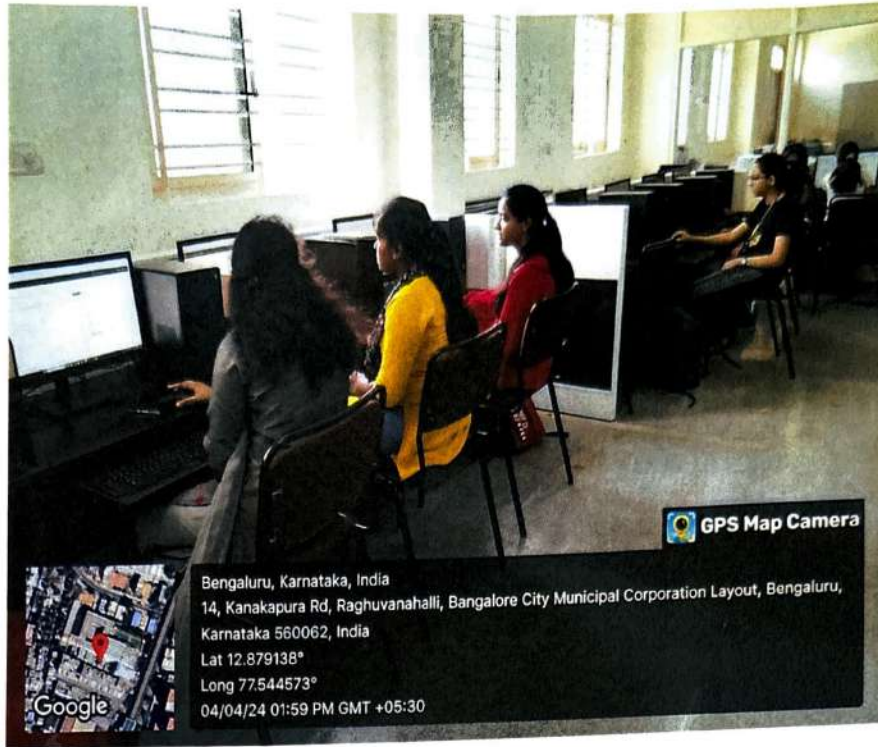 GPS Map Camera
Bengaluru, Karnataka, India
14, Kanakapura Rd, Raghuvanahalli, Bangalore City Municipal Corporation Layout, Bengaluru,
Karnataka 560062, India
Lat 12.879138°
Long 77.544573°
04/04/24 01:59 PM GMT +05:30
Google